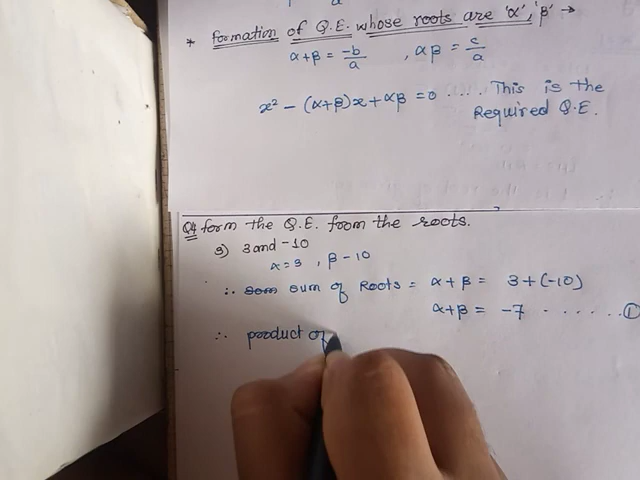 * Formation of Q.E. whose roots are 'α', 'β' →
α+β = -b/a , αβ = c/a
x² - (α+β)x + αβ = 0 .... This is the
Required Q.E.
Q4 form the Q.E. from the roots.
3 and -10
α = 3 , β - 10
∴ sum of Roots = α+β = 3+(-10)
α+β = -7 ...... ①
∴ product of